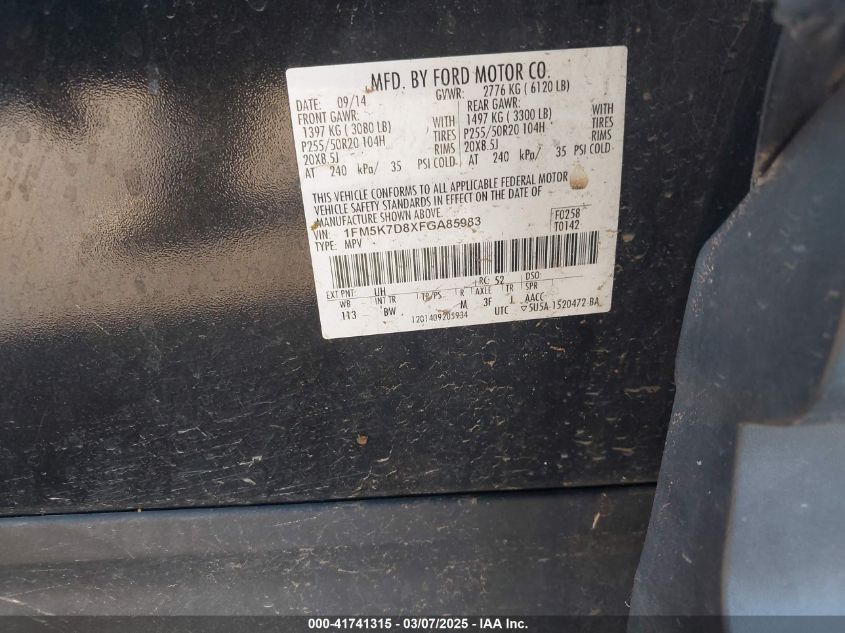 MFD. BY FORD MOTOR CO.
DATE: 09/14 GVWR: 2776 KG ( 6120 LB)
FRONT GAWR: REAR GAWR:
1397 KG ( 3080 LB) WITH 1497 KG ( 3300 LB) WITH
P255/50R20 104H TIRES P255/50R20 104H TIRES
20X8.5J RIMS 20X8.5J RIMS
AT 240 kPa/ 35 PSI COLD AT 240 kPa/ 35 PSI COLD
THIS VEHICLE CONFORMS TO ALL APPLICABLE FEDERAL MOTOR
VEHICLE SAFETY STANDARDS IN EFFECT ON THE DATE OF
MANUFACTURE SHOWN ABOVE.
VIN: 1FM5K7D8XFGA85983 F0258
TYPE: MPV T0142
RC: 52 DSO:
EXT PNT: UH
WB INT TR TP/PS R AXLE TR SPR
113 BW M 3F J AACC
1201409205934 UTC ▽5U5A-1520472-BA
000-41741315 - 03/07/2025 - IAA Inc.